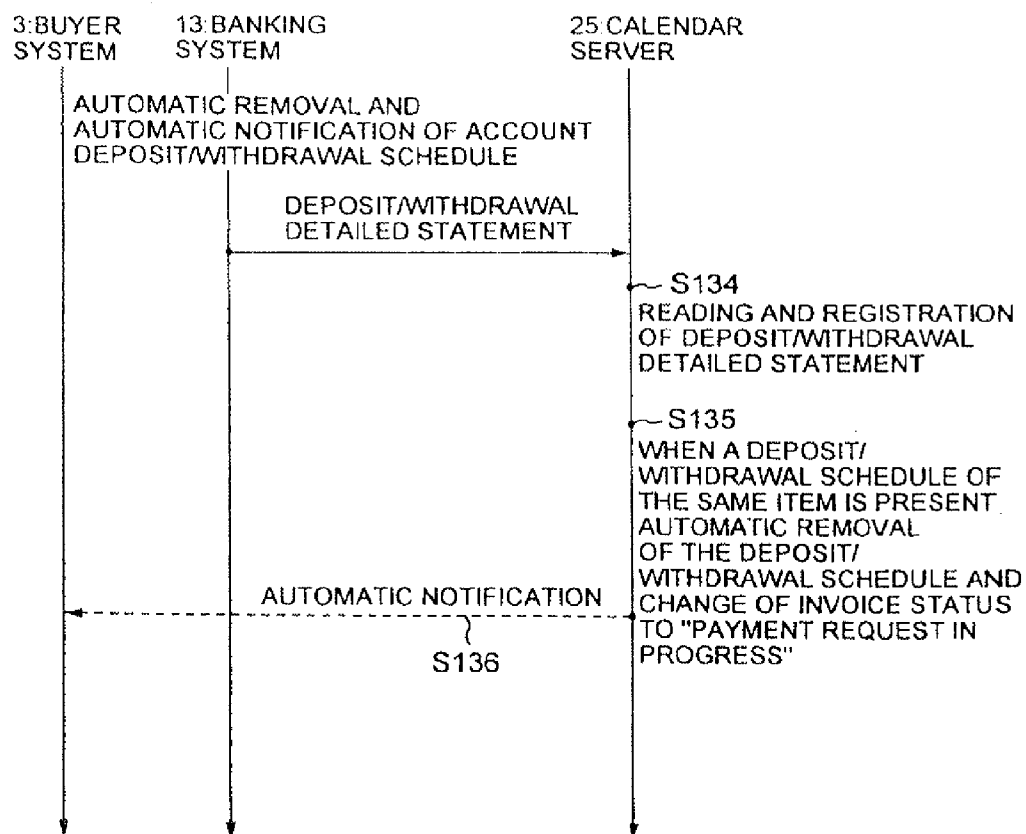 3:BUYER SYSTEM
13:BANKING SYSTEM
25:CALENDAR SERVER
AUTOMATIC REMOVAL AND
AUTOMATIC NOTIFICATION OF ACCOUNT
DEPOSIT/WITHDRAWAL SCHEDULE
DEPOSIT/WITHDRAWAL
DETAILED STATEMENT
S134
READING AND REGISTRATION
OF DEPOSIT/WITHDRAWAL
DETAILED STATEMENT
S135
WHEN A DEPOSIT/
WITHDRAWAL SCHEDULE OF
THE SAME ITEM IS PRESENT
AUTOMATIC REMOVAL
OF THE DEPOSIT/
WITHDRAWAL SCHEDULE AND
CHANGE OF INVOICE STATUS
TO "PAYMENT REQUEST IN
PROGRESS"
AUTOMATIC NOTIFICATION
S136